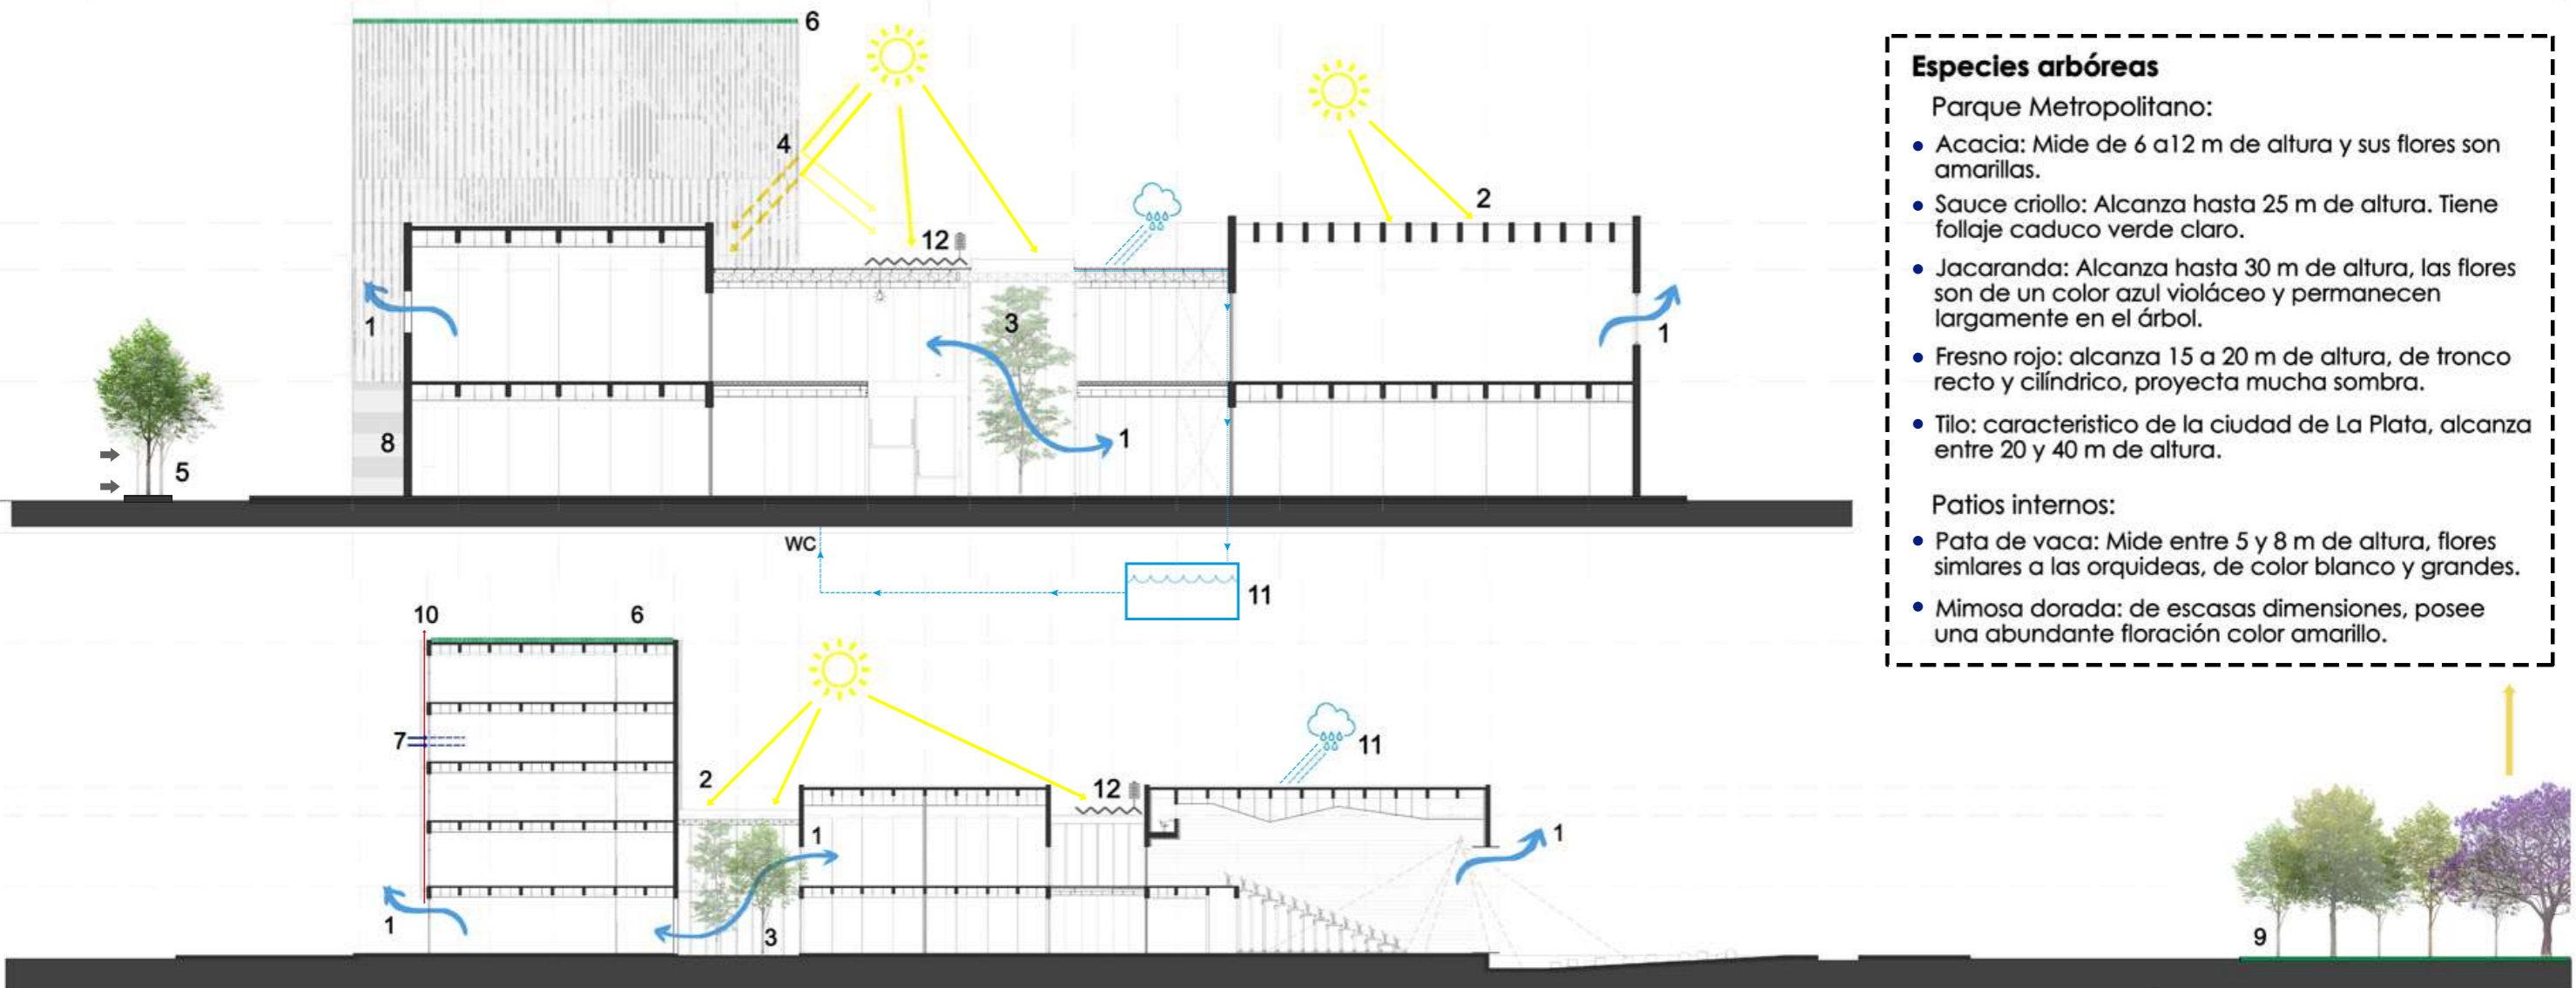 6
4
2
12
3
1
1
1
8
5
WC
11
10
6
7
2
12
11
1
1
1
3
9
Especies arbóreas
Parque Metropolitano:
• Acacia: Mide de 6 a12 m de altura y sus flores son
amarillas.
• Sauce criollo: Alcanza hasta 25 m de altura. Tiene
follaje caduco verde claro.
• Jacaranda: Alcanza hasta 30 m de altura, las flores
son de un color azul violáceo y permanecen
largamente en el árbol.
• Fresno rojo: alcanza 15 a 20 m de altura, de tronco
recto y cilíndrico, proyecta mucha sombra.
• Tilo: caracteristico de la ciudad de La Plata, alcanza
entre 20 y 40 m de altura.
Patios internos:
• Pata de vaca: Mide entre 5 y 8 m de altura, flores
simlares a las orquideas, de color blanco y grandes.
• Mimosa dorada: de escasas dimensiones, posee
una abundante floración color amarillo.